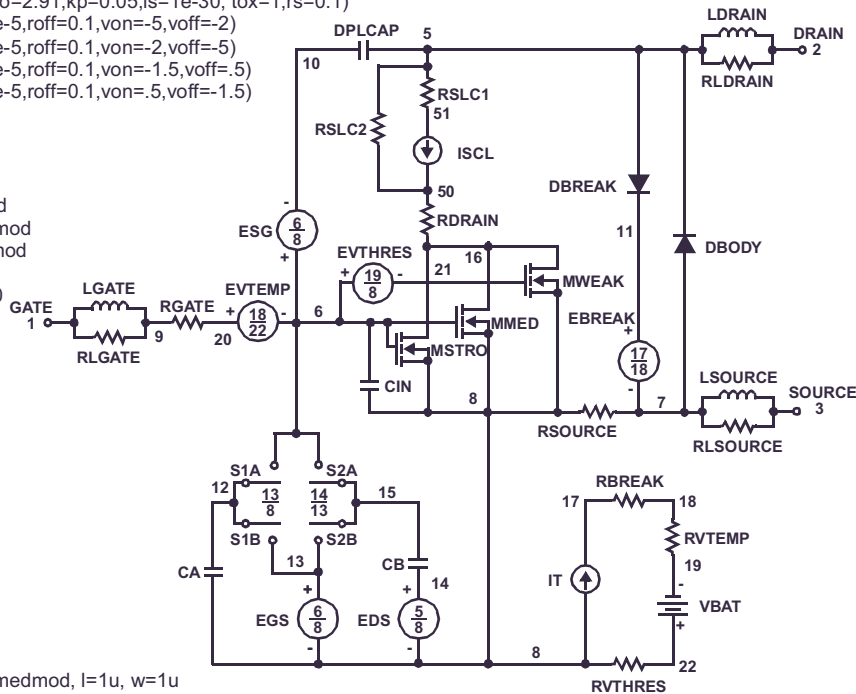 o=2.91,kp=0.05,is=1e-30, tox=1,rs=0.1)
e-5,roff=0.1,von=-5,voff=-2)
e-5,roff=0.1,von=-2,voff=-5)
e-5,roff=0.1,von=-1.5,voff=.5)
e-5,roff=0.1,von=.5,voff=-1.5)
LDRAIN
DPLCAP
5
DRAIN
2
10
RLDRAIN
RSLC1
51
RSLC2
ISCL
50
DBREAK
d
mod
nod
RDRAIN
ESG
6
8
-
+
11
DBODY
EVTHRES
16
21
+
19
8
-
MWEAK
LGATE
EVTEMP
GATE
1
RGATE
+
18
22
-
6
EBREAK
+
MMED
9
20
MSTRO
RLGATE
17
18
-
LSOURCE
CIN
8
7
SOURCE
3
RSOURCE
RLSOURCE
S1A
S2A
12
13
8
14
13
15
RBREAK
17
18
S1B
S2B
RVTEMP
13
CB
CA
14
IT
19
-
+
+
VBAT
EGS
6
8
EDS
5
8
+
-
-
8
22
medmod, l=1u, w=1u
RVTHRES